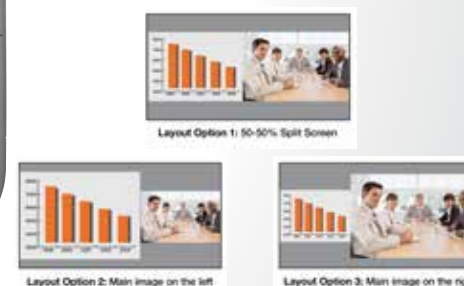 Layout Option 1: 50-50% Split Screen
Layout Option 2: Main image on the left
Layout Option 3: Main image on the